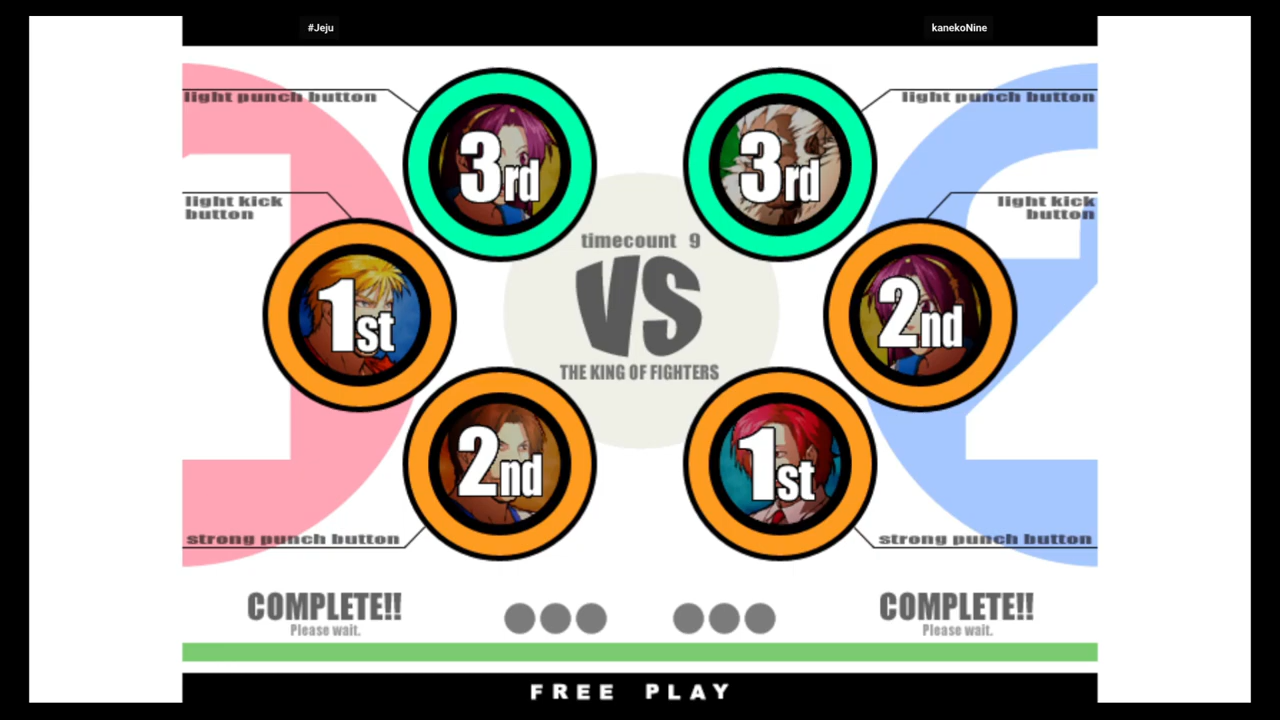 #Jeju
kanekoNine
light punch button
light punch button
3rd
3rd
light kick
button
light kick
button
timecount 9
1st
VS
2nd
THE KING OF FIGHTERS
2nd
1st
strong punch button
strong punch button
COMPLETE!!
Please wait.
COMPLETE!!
Please wait.
FREE PLAY